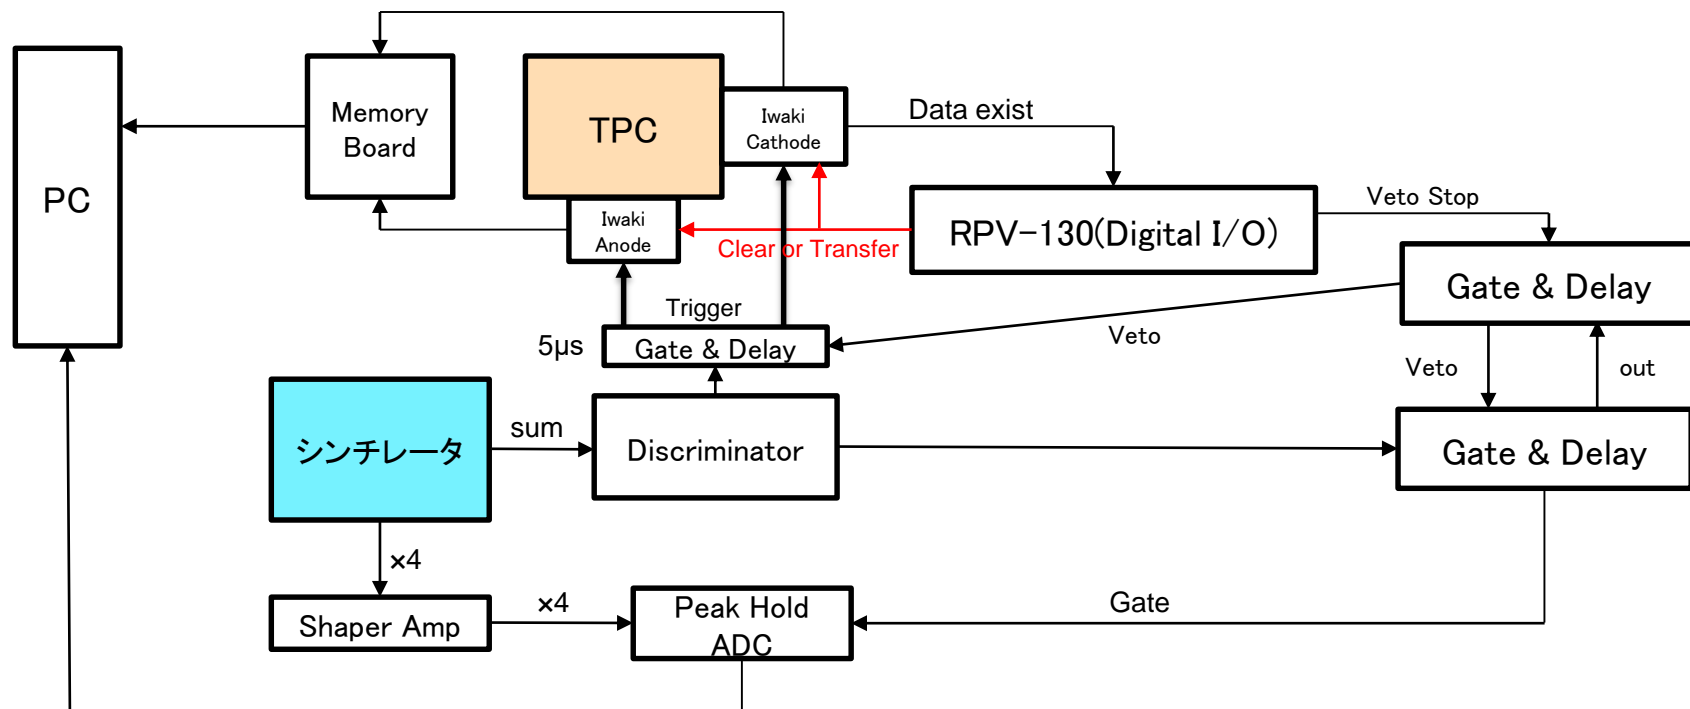 PC
Memory
Board
TPC
Iwaki
Cathode
Data exist
Iwaki
Anode
Clear or Transfer
RPV-130(Digital I/O)
Veto Stop
Gate & Delay
Trigger
5µs
Gate & Delay
Veto
Veto
out
シンチレータ
sum
Discriminator
Gate & Delay
×4
Shaper Amp
×4
Peak Hold
ADC
Gate